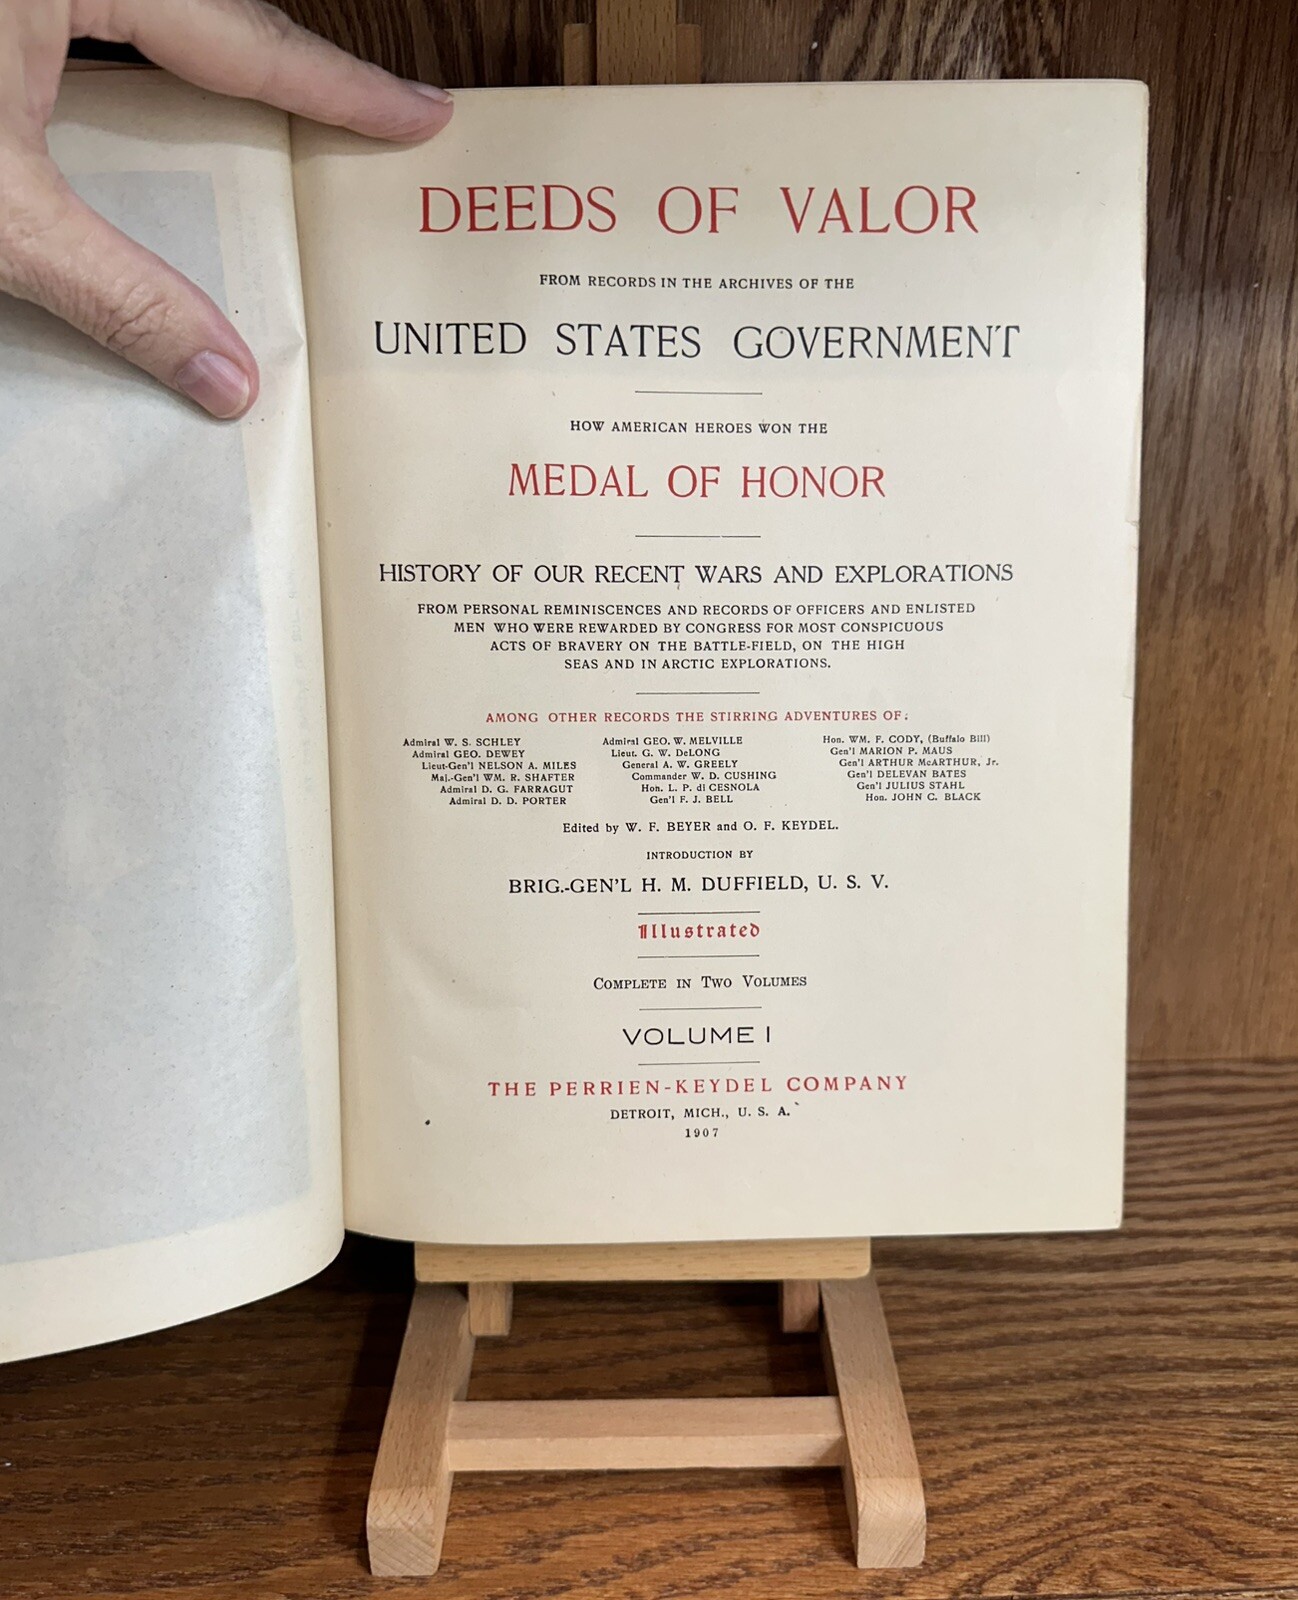 DEEDS OF VALOR
FROM RECORDS IN THE ARCHIVES OF THE
UNITED STATES GOVERNMENT
HOW AMERICAN HEROES WON THE
MEDAL OF HONOR
HISTORY OF OUR RECENT WARS AND EXPLORATIONS
FROM PERSONAL REMINISCENCES AND RECORDS OF OFFICERS AND ENLISTED
MEN WHO WERE REWARDED BY CONGRESS FOR MOST CONSPICUOUS
ACTS OF BRAVERY ON THE BATTLE-FIELD, ON THE HIGH
SEAS AND IN ARCTIC EXPLORATIONS.
AMONG OTHER RECORDS THE STIRRING ADVENTURES OF:
Admiral W. S. SCHLEY
Admiral GEO. DEWEY
Lieut-Gen'l NELSON A. MILES
Maj.-Gen'l WM. R. SHAFTER
Admiral D. G. FARRAGUT
Admiral D. D. PORTER
Admiral GEO. W. MELVILLE
Lieut. G. W. DeLONG
General A. W. GREELY
Commander W. D. CUSHING
Hon. L. P. di CESNOLA
Gen'l F. J. BELL
Hon. WM. F. CODY, (Buffalo Bill)
Gen'l MARION P. MAUS
Gen'l ARTHUR McARTHUR, Jr.
Gen'l DELEVAN BATES
Gen'l JULIUS STAHL
Hon. JOHN C. BLACK
Edited by W. F. BEYER and O. F. KEYDEL.
INTRODUCTION BY
BRIG.-GEN'L H. M. DUFFIELD, U. S. V.
Illustrated
COMPLETE IN TWO VOLUMES
VOLUME I
THE PERRIEN-KEYDEL COMPANY
DETROIT, MICH., U. S. A.
1907